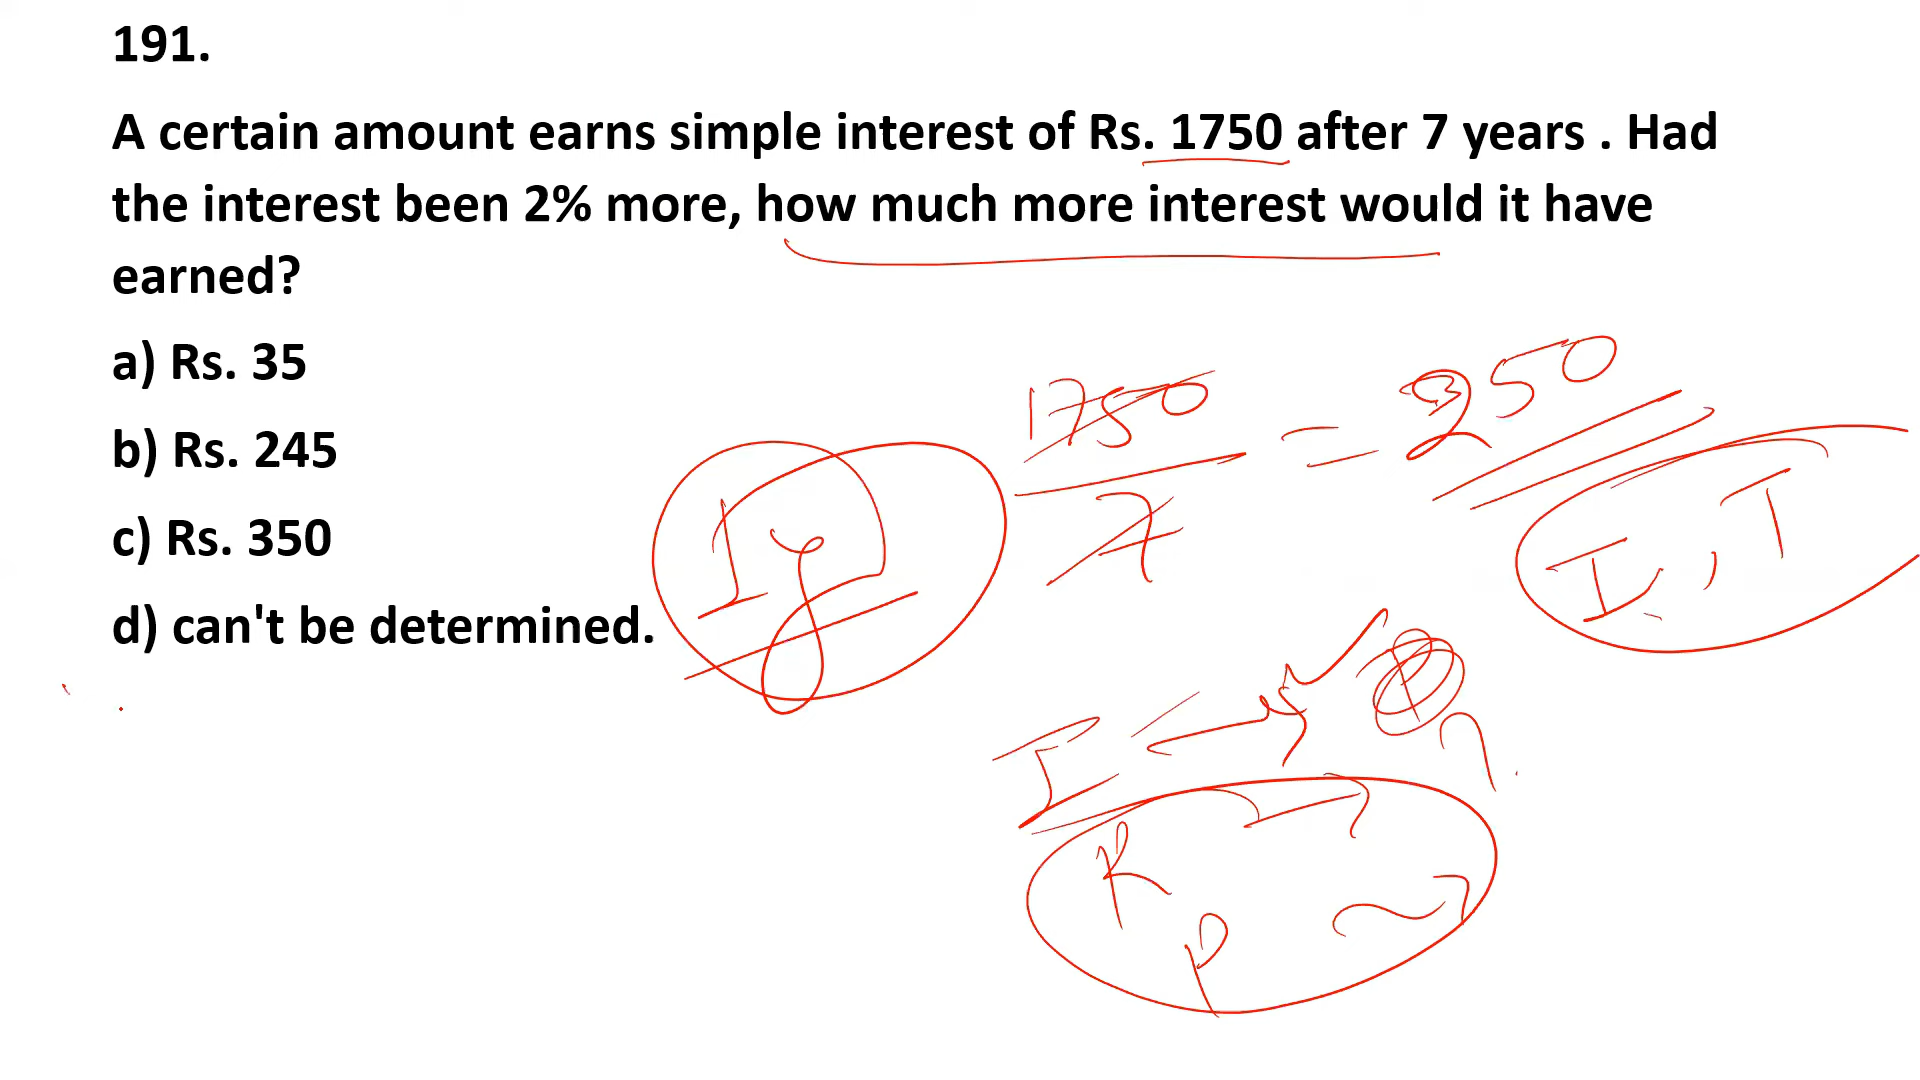 191.
A certain amount earns simple interest of Rs. 1750 after 7 years . Had
the interest been 2% more, how much more interest would it have
earned?
a) Rs. 35
b) Rs. 245
c) Rs. 350
d) can't be determined.
1750
7
= 250
1y
I, T
I
R
P